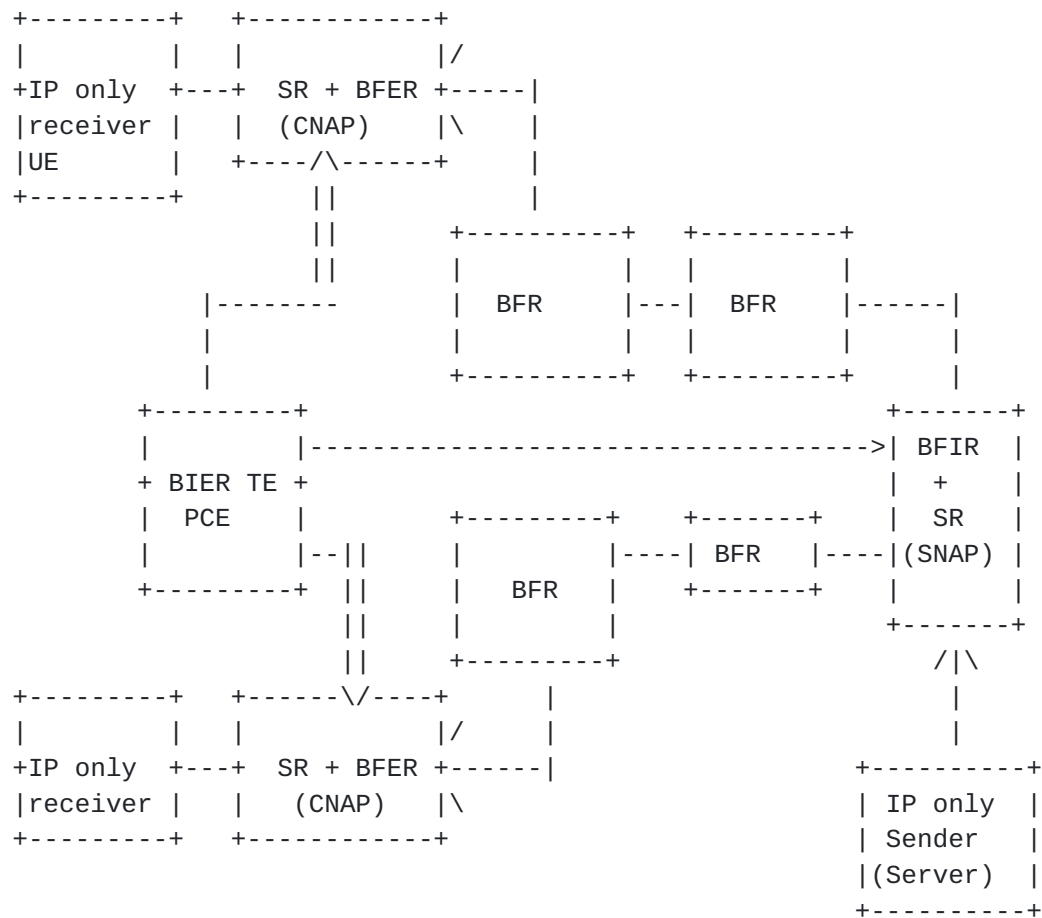 IP only
receiver
UE
SR + BFER
(CNAP)
BFR
BFR
BIER TE
PCE
BFIR
+
SR
(SNAP)
BFR
BFR
IP only
receiver
SR + BFER
(CNAP)
IP only
Sender
(Server)